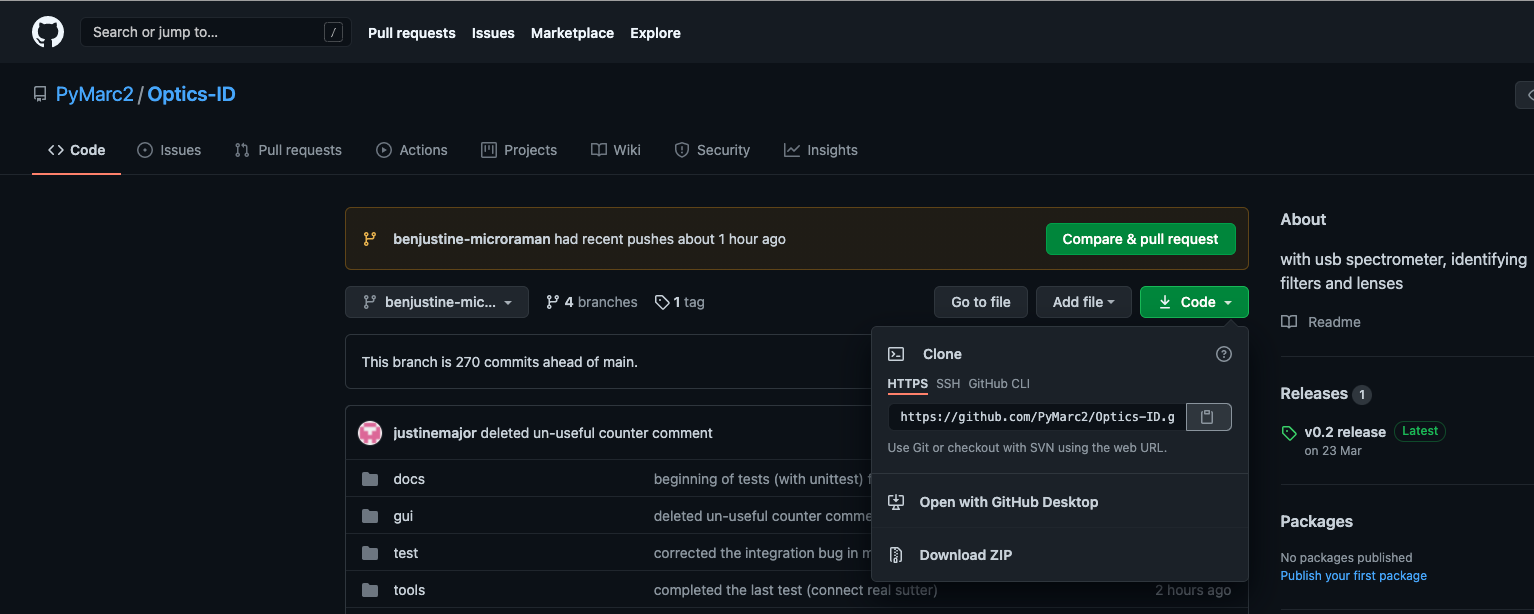 Search or jump to... /
Pull requests Issues Marketplace Explore
PyMarc2 / Optics-ID
Code Issues Pull requests Actions Projects Wiki Security Insights
benjustine-microraman had recent pushes about 1 hour ago
Compare & pull request
benjustine-mic... 4 branches 1 tag
Go to file Add file Code
This branch is 270 commits ahead of main.
Clone
HTTPS SSH GitHub CLI
https://github.com/PyMarc2/Optics-ID.g
Use Git or checkout with SVN using the web URL.
Open with GitHub Desktop
Download ZIP
justinemajor deleted un-useful counter comment
docs beginning of tests (with unittest)
gui deleted un-useful counter comme
test corrected the integration bug in
tools completed the last test (connect real sutter) 2 hours ago
About
with usb spectrometer, identifying
filters and lenses
Readme
Releases 1
v0.2 release Latest
on 23 Mar
Packages
No packages published
Publish your first package